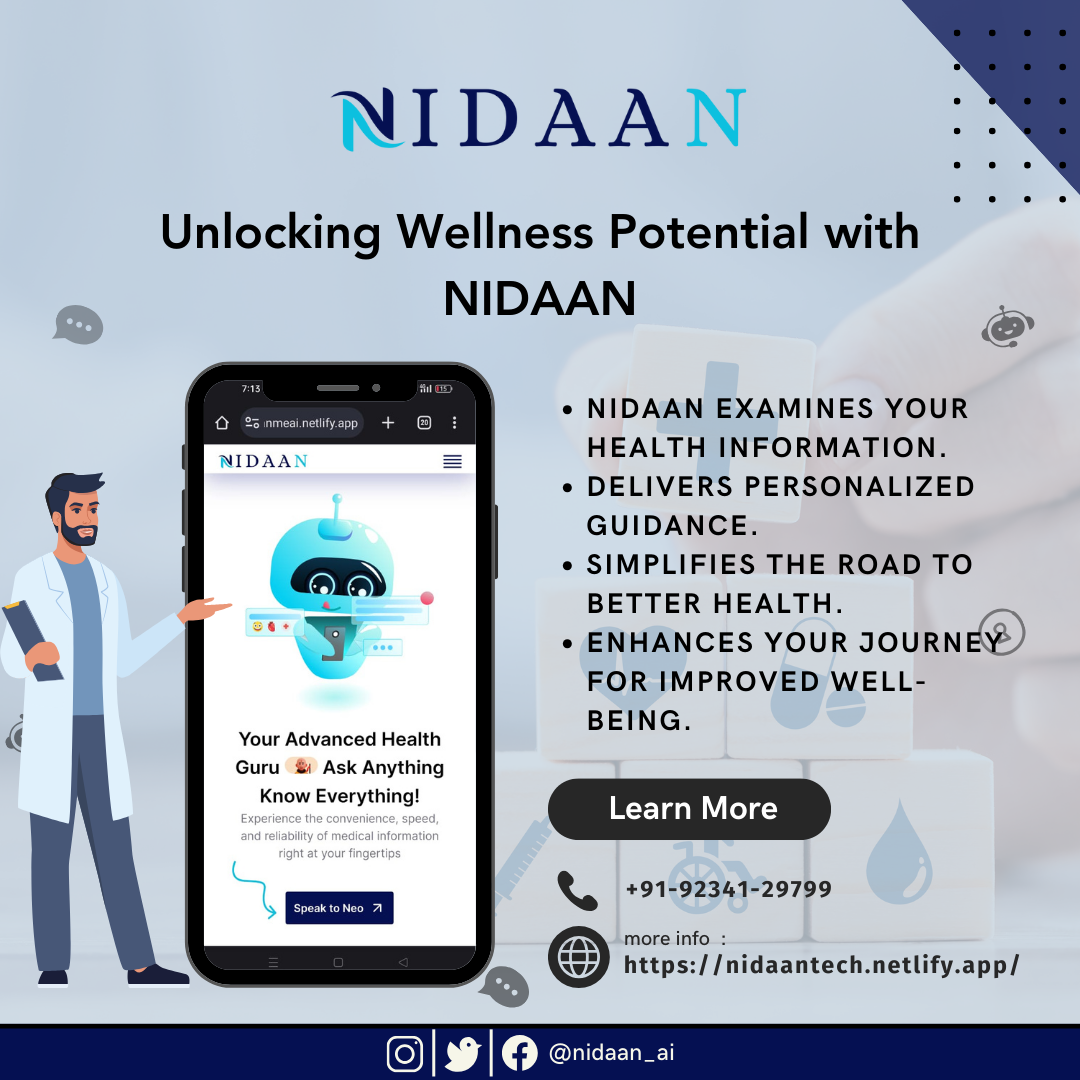 NIDAAN
Unlocking Wellness Potential with
NIDAAN
7:13
4G
15
nmeai.netlify.app
20
NIDAAN
Your Advanced Health
Guru Ask Anything
Know Everything!
Experience the convenience, speed,
and reliability of medical information
right at your fingertips
Speak to Neo
• NIDAAN EXAMINES YOUR
HEALTH INFORMATION.
• DELIVERS PERSONALIZED
GUIDANCE.
• SIMPLIFIES THE ROAD TO
BETTER HEALTH.
• ENHANCES YOUR JOURNEY
FOR IMPROVED WELL-
BEING.
Learn More
+91-92341-29799
more info :
https://nidaantech.netlify.app/
@nidaan_ai